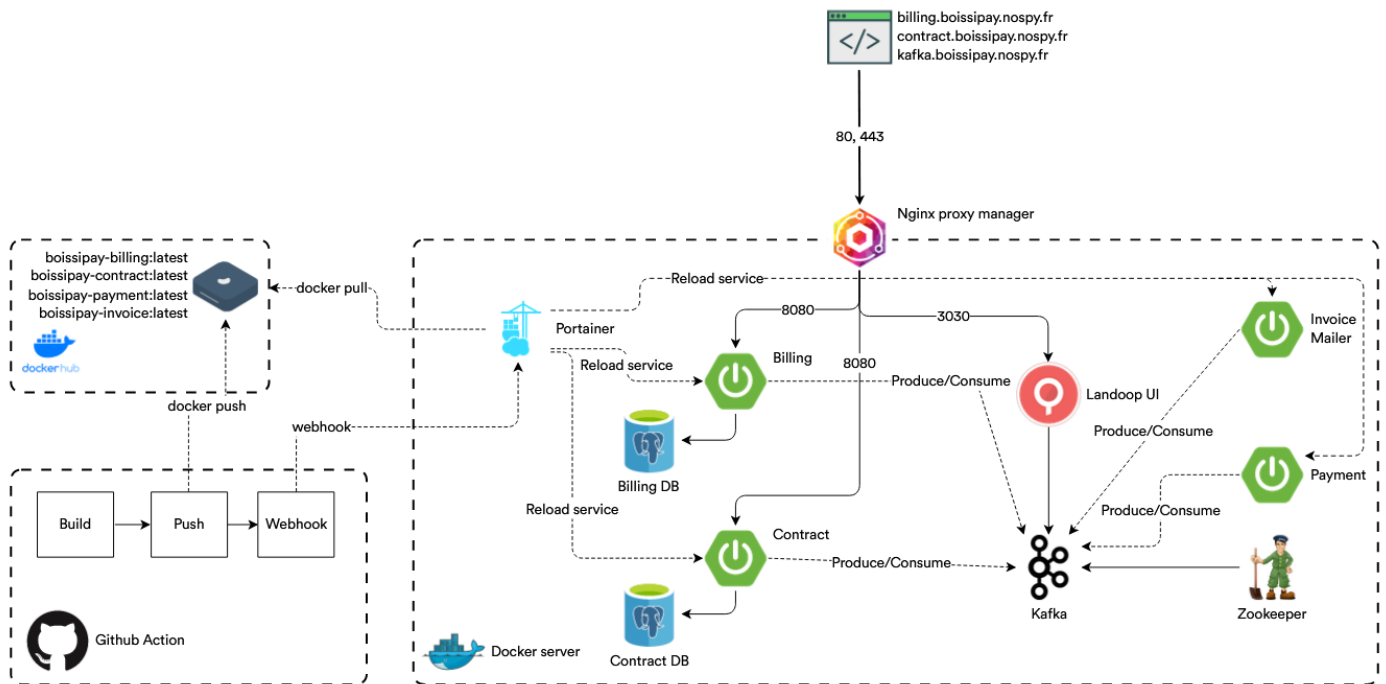 billing.boissipay.nospy.fr
contract.boissipay.nospy.fr
kafka.boissipay.nospy.fr
</>
80, 443
Nginx proxy manager
boissipay-billing:latest
boissipay-contract:latest
boissipay-payment:latest
boissipay-invoice:latest
dockerhub
docker pull
Reload service
Portainer
8080
3030
Invoice
Mailer
Reload service
Billing
8080
Produce/Consume
Landoop UI
docker push
webhook
Produce/Consume
Billing DB
Payment
Build
Push
Webhook
Reload service
Produce/Consume
Contract
Produce/Consume
Kafka
Zookeeper
Github Action
Docker server
Contract DB